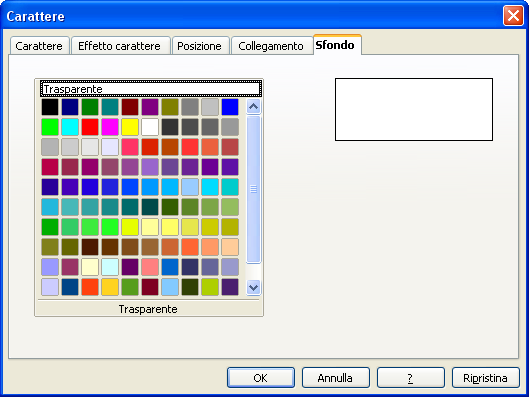 Carattere
Carattere Effetto carattere Posizione Collegamento Sfondo
Trasparente
Trasparente
OK Annulla ? Ripristina